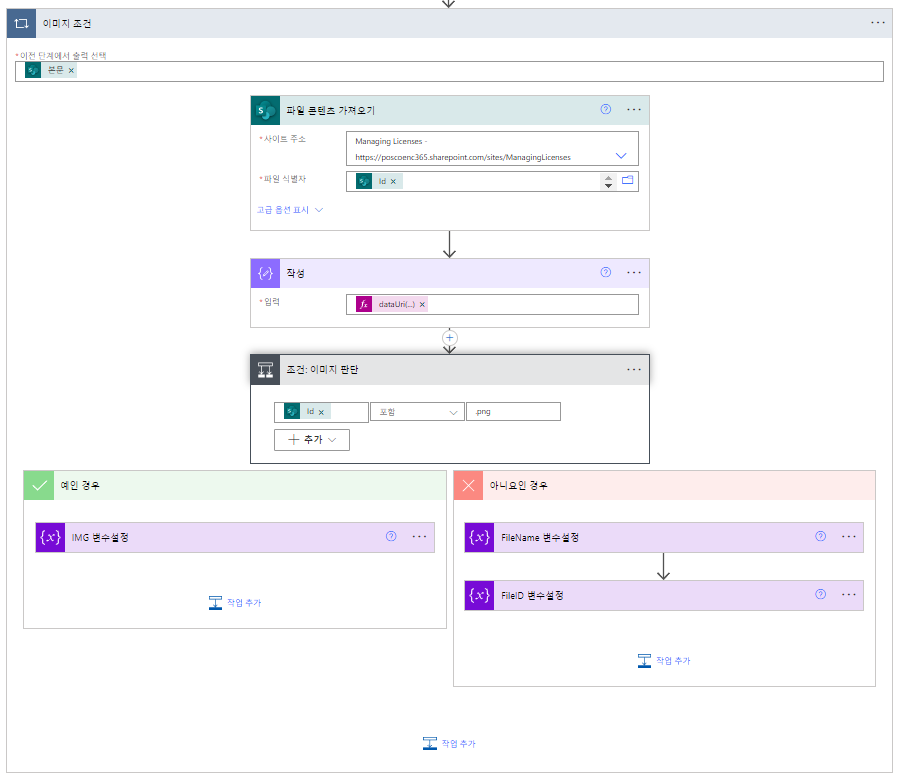 이미지 조건
*이전 단계에서 출력 선택
본문
파일 콘텐츠 가져오기
*사이트 주소
Managing Licenses -
https://poscoenc365.sharepoint.com/sites/ManagingLicenses
*파일 식별자
Id
고급 옵션 표시
작성
*입력
fx dataUri(...)
조건: 이미지 판단
Id 포함 .png
추가
예인 경우
아니요인 경우
{x} IMG 변수설정
{x} FileName 변수설정
작업 추가
{x} FileID 변수설정
작업 추가
작업 추가